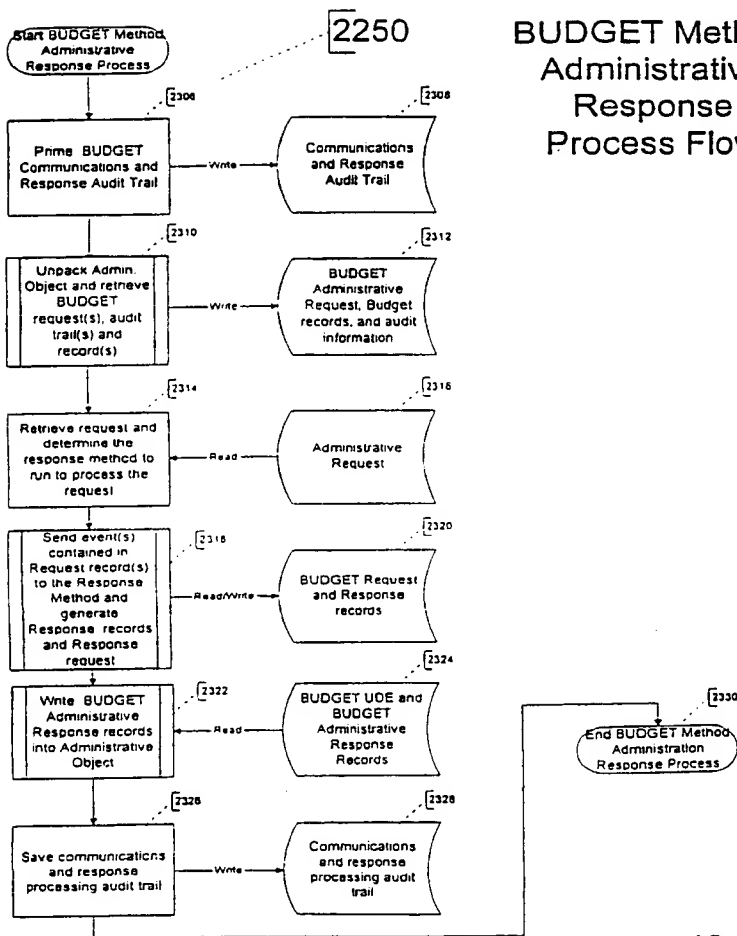 2250
BUDGET Meth
Administrativ
Response
Process Flov
Start BUDGET Method
Administrative
Response Process
2306
Prime BUDGET
Communications and
Response Audit Trail
Write
2308
Communications
and Response
Audit Trail
2310
Unpack Admin.
Object and retrieve
BUDGET
request(s), audit
trail(s) and
record(s)
Write
2312
BUDGET
Administrative
Request, Budget
records, and audit
information
2314
Retrieve request and
determine the
response method to
run to process the
request
Read
2316
Administrative
Request
2318
Send event(s)
contained in
Request record(s)
to the Response
Method and
generate
Response records
and Response
request
Read/Write
2320
BUDGET Request
and Response
records
2322
Write BUDGET
Administrative
Response records
into Administrative
Object
Read
2324
BUDGET UDE and
BUDGET
Administrative
Response
Records
2326
Save communications
and response
processing audit trail
Write
2328
Communications
and response
processing audit
trail
2330
End BUDGET Method
Administration
Response Process